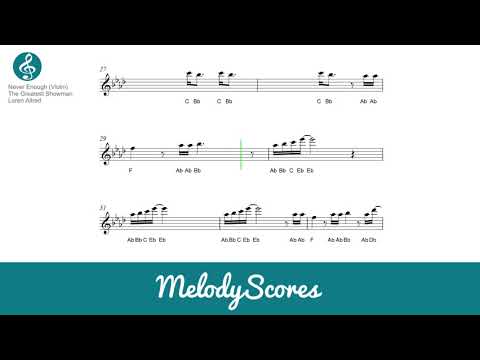 Never Enough (Violin)
The Greatest Showman
Loren Allred
27
C Bb C Bb C Bb Ab Ab
29
F Ab Ab Bb Ab Bb C Eb Eb
31
Ab Bb C Eb Eb Ab Bb C Eb Eb Ab Ab F Ab Ab Bb Ab Db
MelodyScores